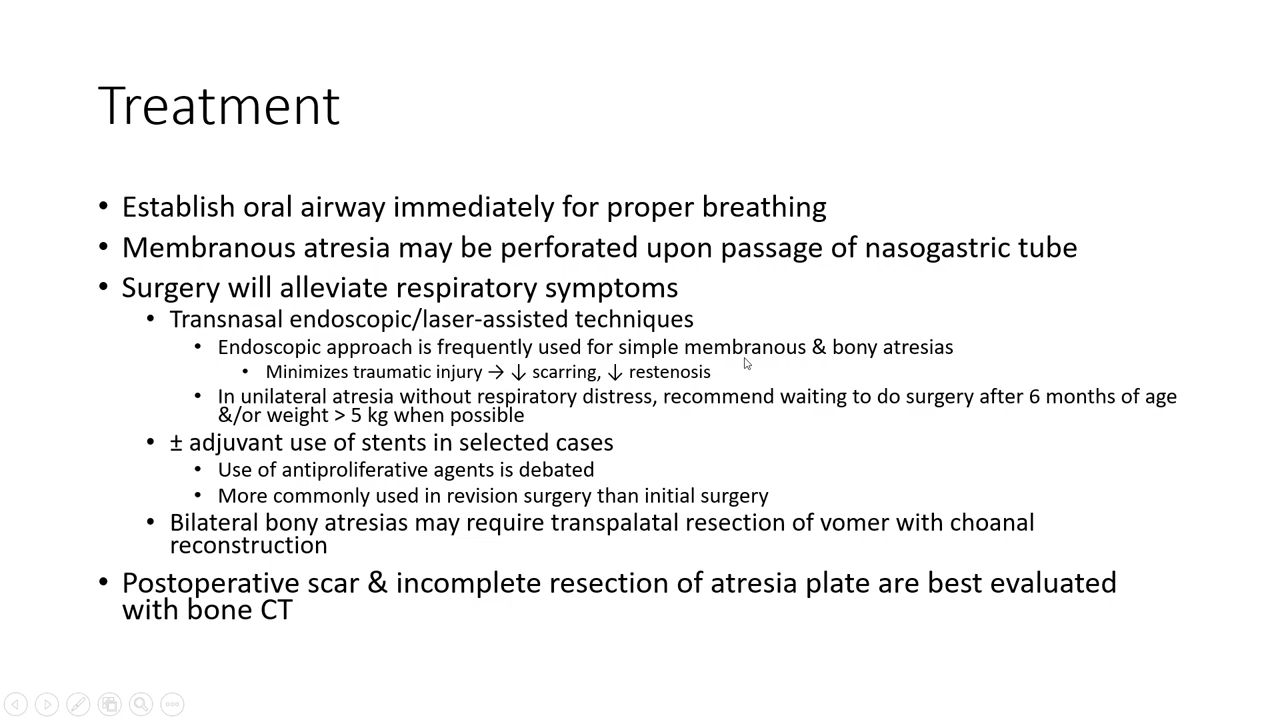 Treatment
• Establish oral airway immediately for proper breathing
• Membranous atresia may be perforated upon passage of nasogastric tube
• Surgery will alleviate respiratory symptoms
• Transnasal endoscopic/laser-assisted techniques
• Endoscopic approach is frequently used for simple membranous & bony atresias
• Minimizes traumatic injury → ↓ scarring, ↓ restenosis
• In unilateral atresia without respiratory distress, recommend waiting to do surgery after 6 months of age
&/or weight > 5 kg when possible
• ± adjuvant use of stents in selected cases
• Use of antiproliferative agents is debated
• More commonly used in revision surgery than initial surgery
• Bilateral bony atresias may require transpalatal resection of vomer with choanal
reconstruction
• Postoperative scar & incomplete resection of atresia plate are best evaluated
with bone CT